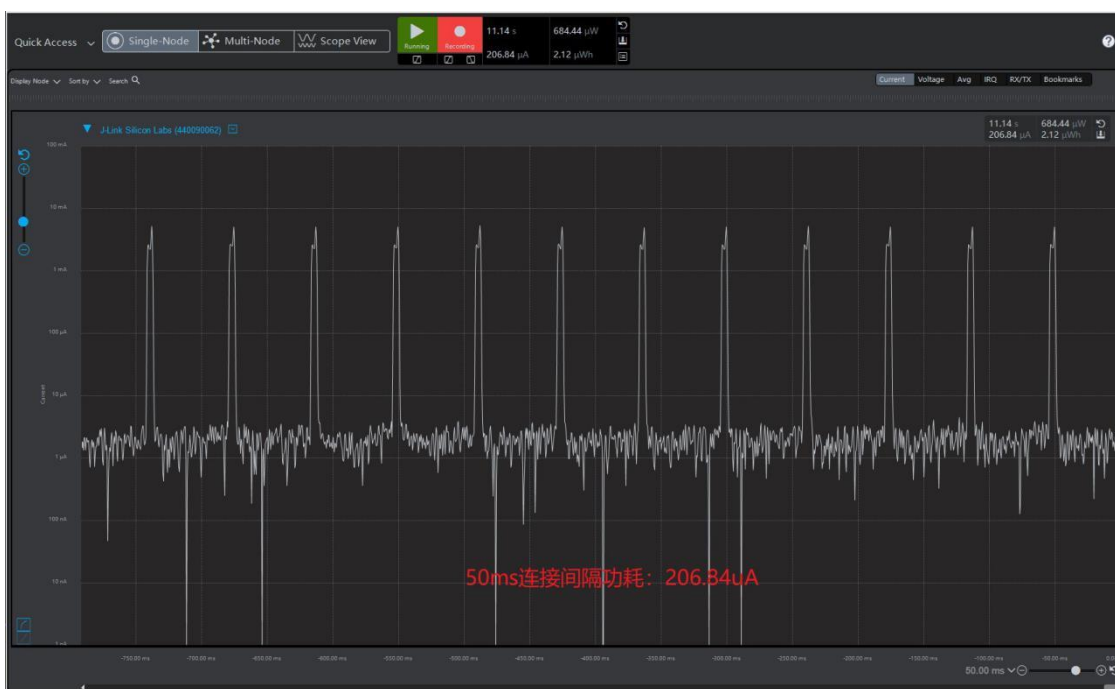 Quick Access
Single-Node
Multi-Node
Scope View
Running
Recording
11.14 s
684.44 µW
206.84 µA
2.12 µWh
Display Node
Sort by
Search
Current
Voltage
Avg
IRQ
RX/TX
Bookmarks
J-Link Silicon Labs (440090062)
11.14 s
684.44 µW
206.84 µA
2.12 µWh
100 mA
10 mA
1 mA
100 µA
10 µA
1 µA
100 nA
10 nA
Current
50ms连接间隔功耗：206.84uA
-750.00 ms
-700.00 ms
-650.00 ms
-600.00 ms
-550.00 ms
-500.00 ms
-450.00 ms
-400.00 ms
-350.00 ms
-300.00 ms
-250.00 ms
-200.00 ms
-150.00 ms
-100.00 ms
-50.00 ms
50.00 ms